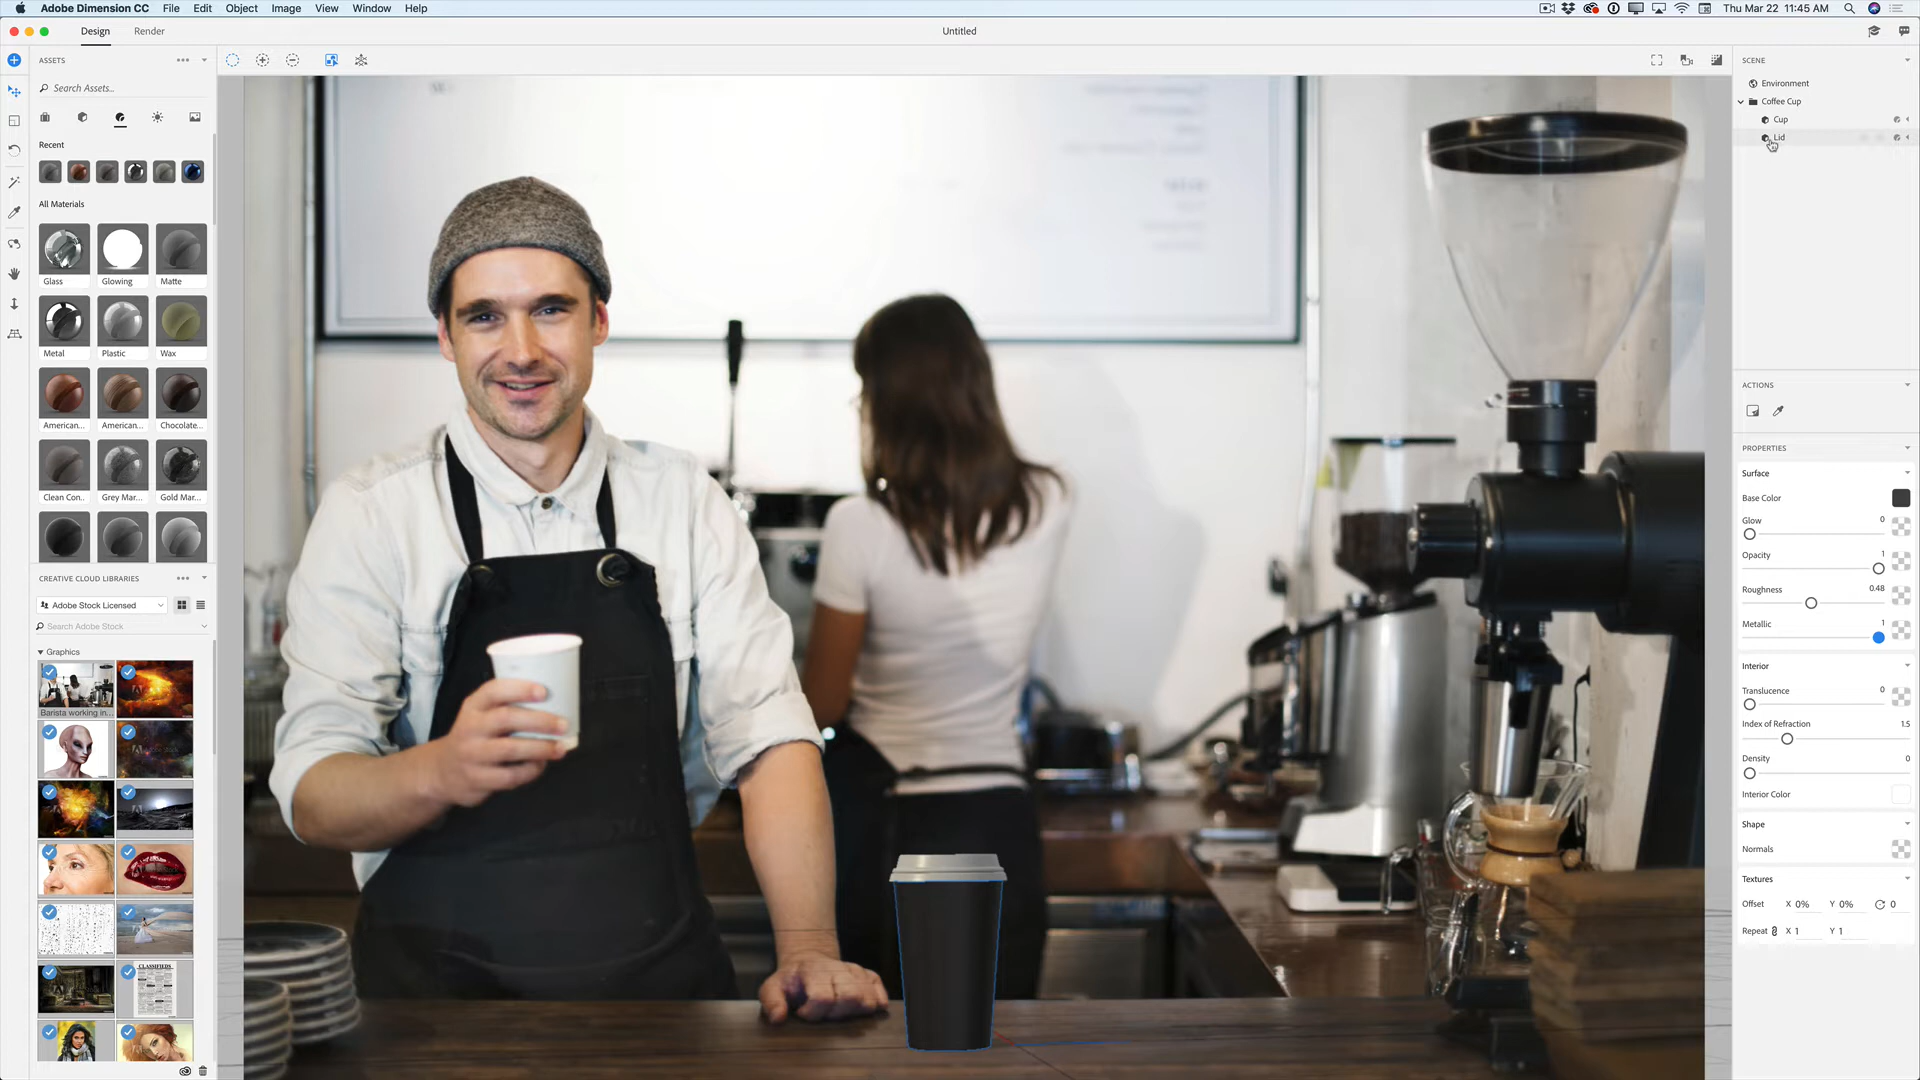 Adobe Dimension CC File Edit Object Image View Window Help
Thu Mar 22 11:45 AM
Design Render
Untitled
ASSETS
Search Assets...
Recent
All Materials
Glass Glowing Matte
Metal Plastic Wax
American... American... Chocolate...
Clean Con... Grey Mar... Gold Mar...
CREATIVE CLOUD LIBRARIES
Adobe Stock Licensed
Search Adobe Stock
Graphics
Barista working in...
CLASSIFIEDS
SCENE
Environment
Coffee Cup
Cup
Lid
ACTIONS
PROPERTIES
Surface
Base Color
Glow 0
Opacity 1
Roughness 0.48
Metallic 1
Interior
Translucence 0
Index of Refraction 1.5
Density 0
Interior Color
Shape
Normals
Textures
Offset X 0% Y 0% 0
Repeat X 1 Y 1